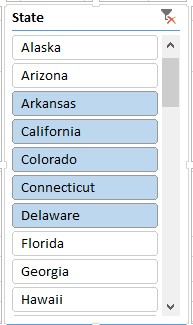 State
Alaska
Arizona
Arkansas
California
Colorado
Connecticut
Delaware
Florida
Georgia
Hawaii